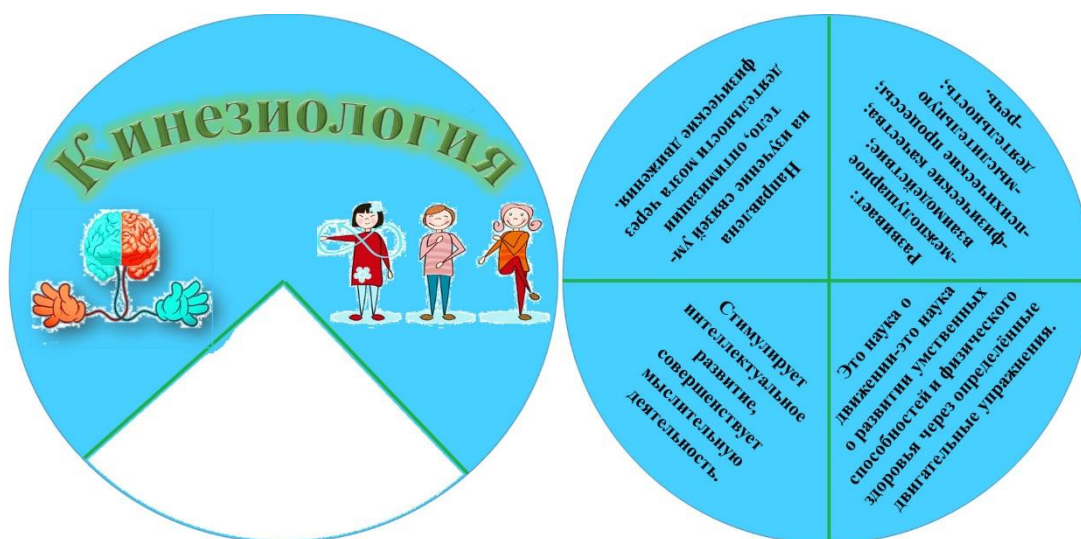 Кинезиология
Направлена
на изучение связей ум-
тело, оптимизации
деятельности мозга через
физические движения.
Развивает:
-межполушарное
взаимодействие;
-физические качества;
-психические процессы;
-мыслительную
деятельность;
-речь.
Стимулирует
интеллектуальное
развитие,
совершенствует
мыслительную
деятельность.
Это наука о
движении-это наука
о развитии умственных
способностей и физического
здоровья через определённые
двигательные упражнения.